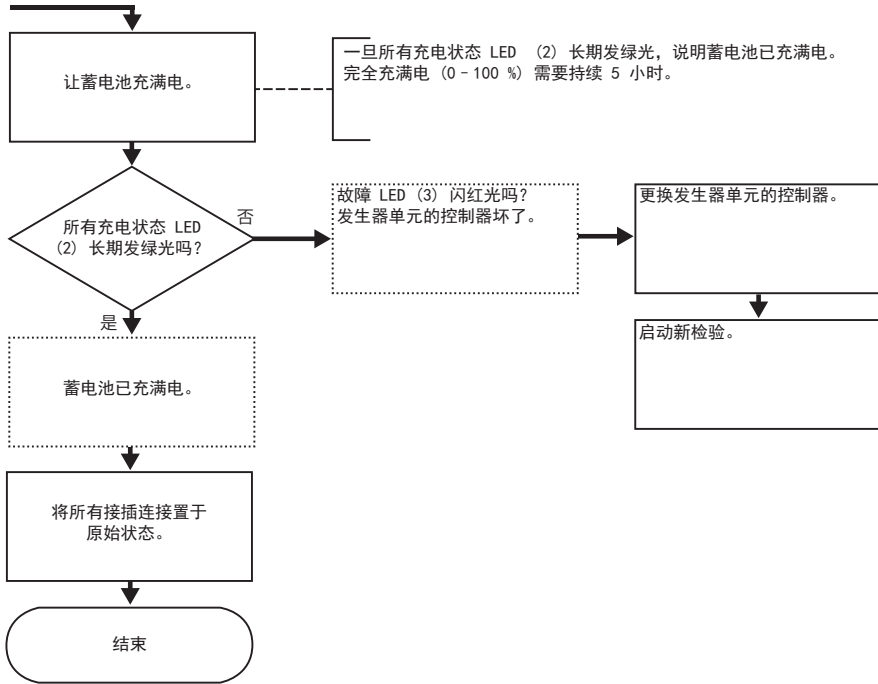 让蓄电池充满电。
一旦所有充电状态 LED (2) 长期发绿光, 说明蓄电池已充满电。
完全充满电 (0-100 %) 需要持续 5 小时。
所有充电状态 LED
(2) 长期发绿光吗?
否
故障 LED (3) 闪红光吗?
发生器单元的控制器坏了。
更换发生器单元的控制器。
启动新检验。
是
蓄电池已充满电。
将所有接插连接置于
原始状态。
结束